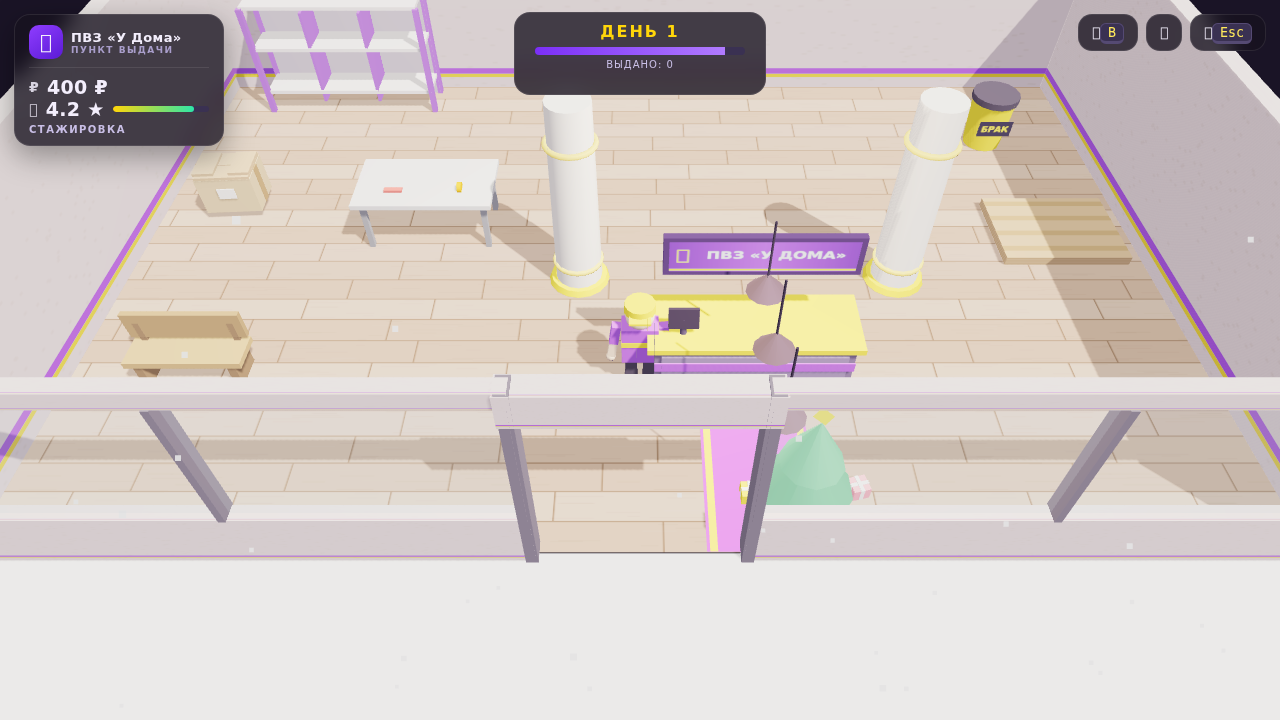 ПВЗ «У Дома»
ПУНКТ ВЫДАЧИ
₽ 400 ₽
4.2 ★
СТАЖИРОВКА
ДЕНЬ 1
ВЫДАНО: 0
B
Esc
БРАК
ПВЗ «У ДОМА»